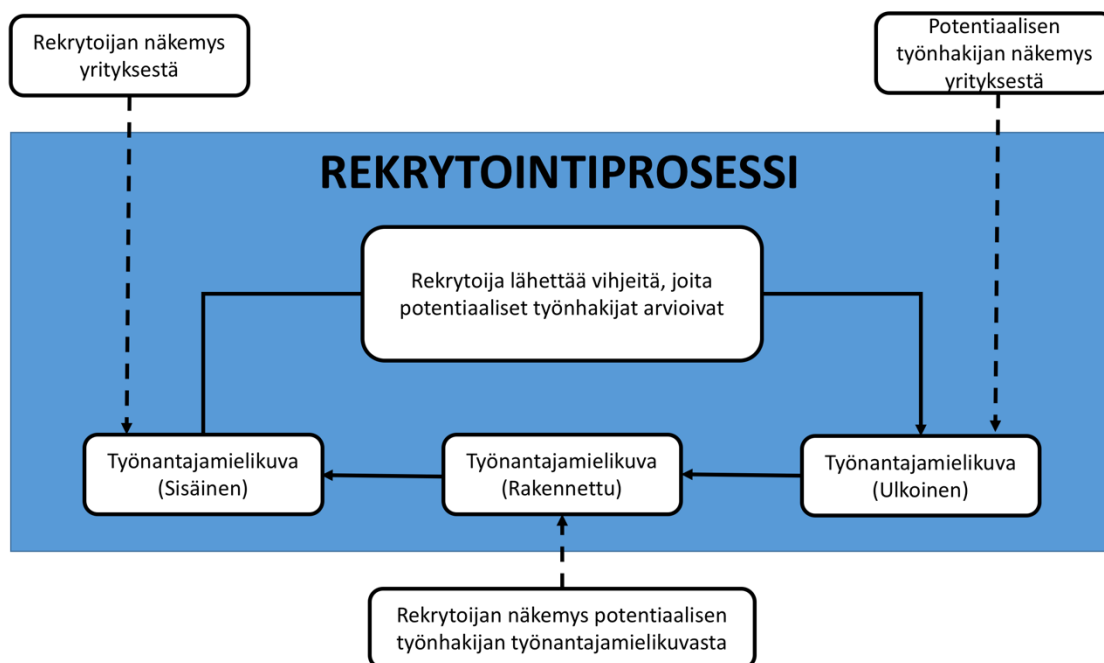 Rekrytoijan näkemys
yrityksestä
Potentiaalisen
työnhakijan näkemys
yrityksestä
REKRYTOINTIPROSESSI
Rekrytoija lähettää vihjeitä, joita
potentiaaliset työnhakijat arvioivat
Työnantajamielikuva
(Sisäinen)
Työnantajamielikuva
(Rakennettu)
Työnantajamielikuva
(Ulkoinen)
Rekrytoijan näkemys potentiaalisen
työnhakijan työnantajamielikuvasta